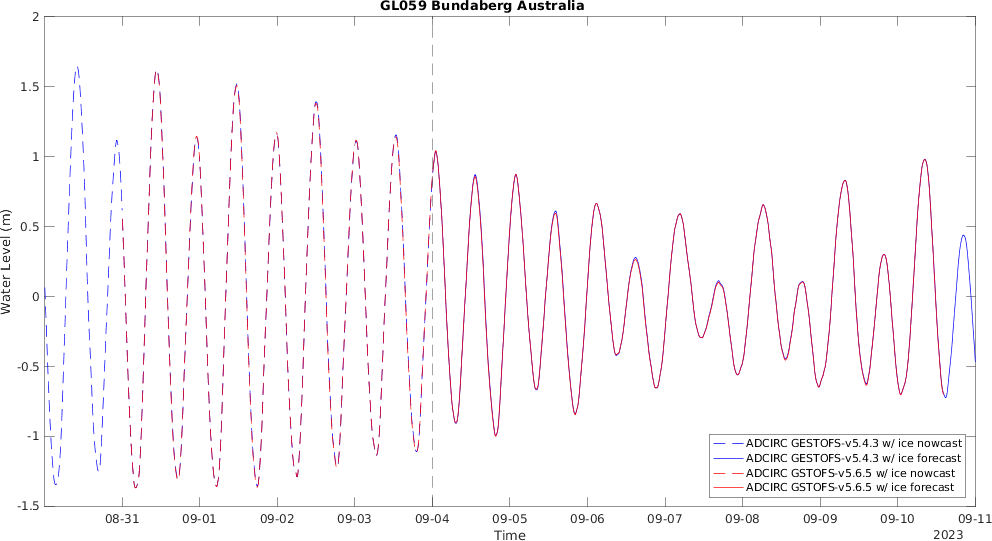 GL059 Bundaberg Australia
Water Level (m)
2
1.5
1
0.5
0
-0.5
-1
-1.5
08-31 09-01 09-02 09-03 09-04 09-05 09-06 09-07 09-08 09-09 09-10 09-11
Time
2023
ADCIRC GESTOFS-v5.4.3 w/ ice nowcast
ADCIRC GESTOFS-v5.4.3 w/ ice forecast
ADCIRC GSTOFS-v5.6.5 w/ ice nowcast
ADCIRC GSTOFS-v5.6.5 w/ ice forecast